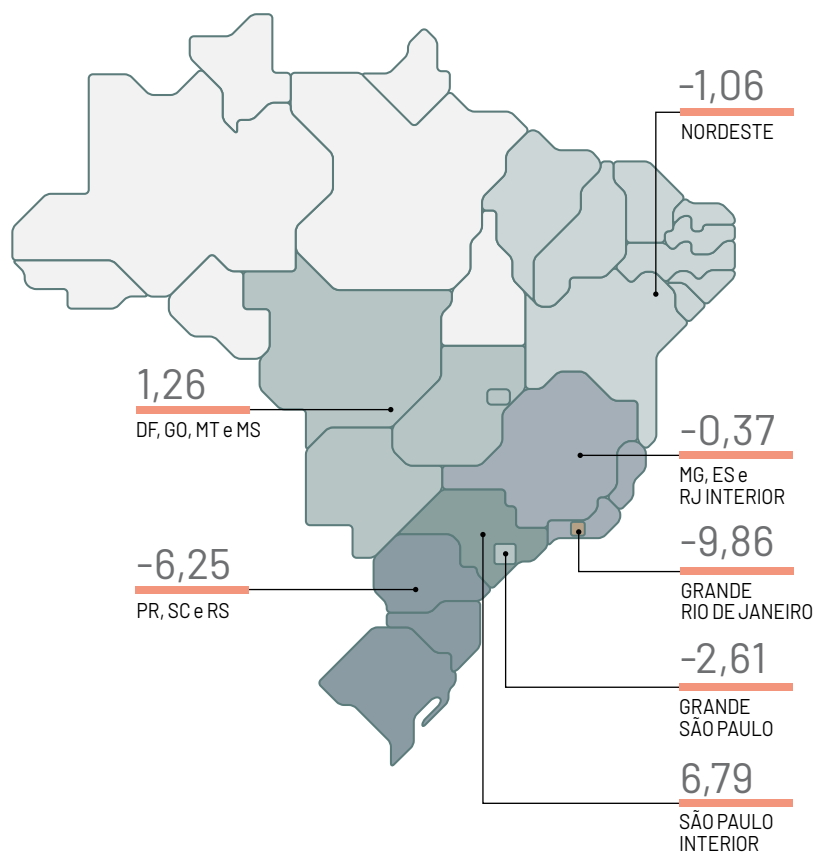 -1,06
NORDESTE
1,26
DF, GO, MT e MS
-0,37
MG, ES e
RJ INTERIOR
-9,86
GRANDE
RIO DE JANEIRO
-6,25
PR, SC e RS
-2,61
GRANDE
SÃO PAULO
6,79
SÃO PAULO
INTERIOR